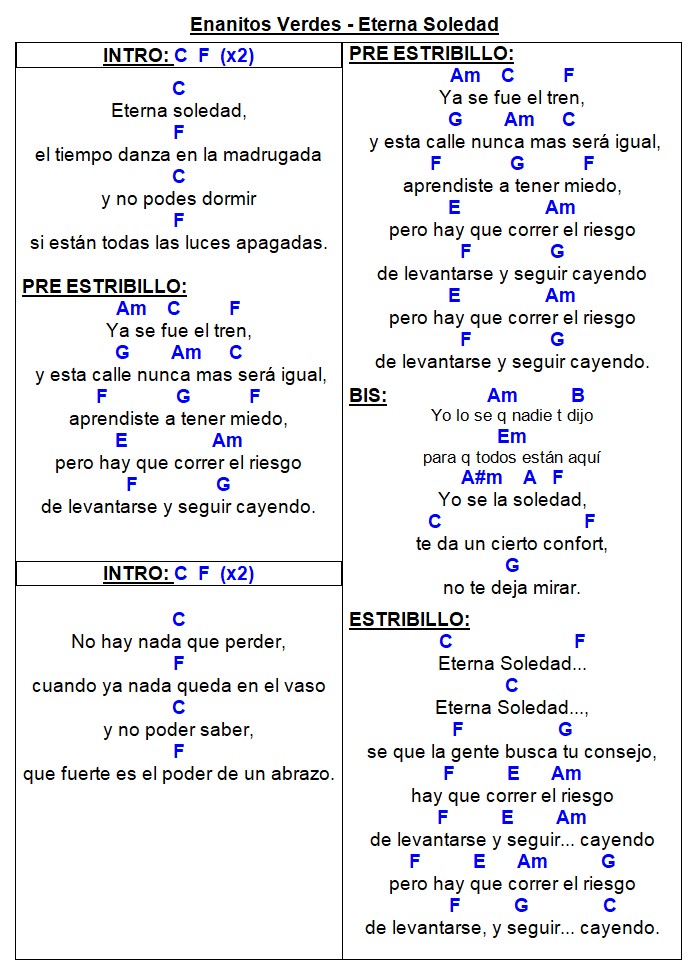 Enanitos Verdes - Eterna Soledad
INTRO: C F (x2)
C
Eterna soledad,
F
el tiempo danza en la madrugada
C
y no podes dormir
F
si están todas las luces apagadas.
PRE ESTRIBILLO:
Am C F
Ya se fue el tren,
G Am C
y esta calle nunca mas será igual,
F G F
aprendiste a tener miedo,
E Am
pero hay que correr el riesgo
F G
de levantarse y seguir cayendo.
INTRO: C F (x2)
C
No hay nada que perder,
F
cuando ya nada queda en el vaso
C
y no poder saber,
F
que fuerte es el poder de un abrazo.
PRE ESTRIBILLO:
Am C F
Ya se fue el tren,
G Am C
y esta calle nunca mas será igual,
F G F
aprendiste a tener miedo,
E Am
pero hay que correr el riesgo
F G
de levantarse y seguir cayendo
E Am
pero hay que correr el riesgo
F G
de levantarse y seguir cayendo.
BIS: Am B
Yo lo se q nadie t dijo
Em
para q todos están aquí
A#m A F
Yo se la soledad,
C F
te da un cierto confort,
G
no te deja mirar.
ESTRIBILLO:
C F
Eterna Soledad...
C
Eterna Soledad...,
F G
se que la gente busca tu consejo,
F E Am
hay que correr el riesgo
F E Am
de levantarse y seguir... cayendo
F E Am G
pero hay que correr el riesgo
F G C
de levantarse, y seguir... cayendo.